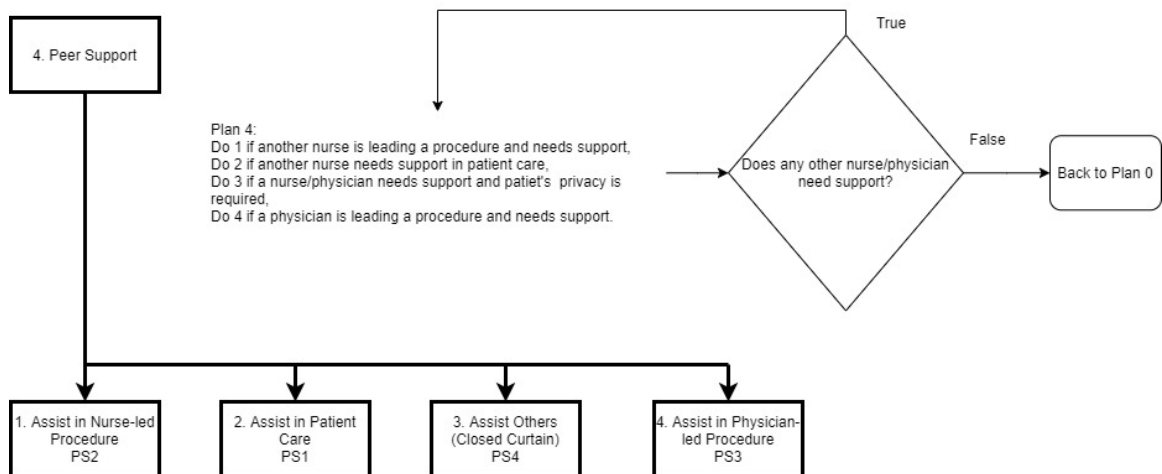 True
4. Peer Support
Plan 4:
Do 1 if another nurse is leading a procedure and needs support,
Do 2 if another nurse needs support in patient care,
Do 3 if a nurse/physician needs support and patiet's privacy is
required,
Do 4 if a physician is leading a procedure and needs support.
Does any other nurse/physician
need support?
False
Back to Plan 0
1. Assist in Nurse-led
Procedure
PS2
2. Assist in Patient
Care
PS1
3. Assist Others
(Closed Curtain)
PS4
4. Assist in Physician-
led Procedure
PS3